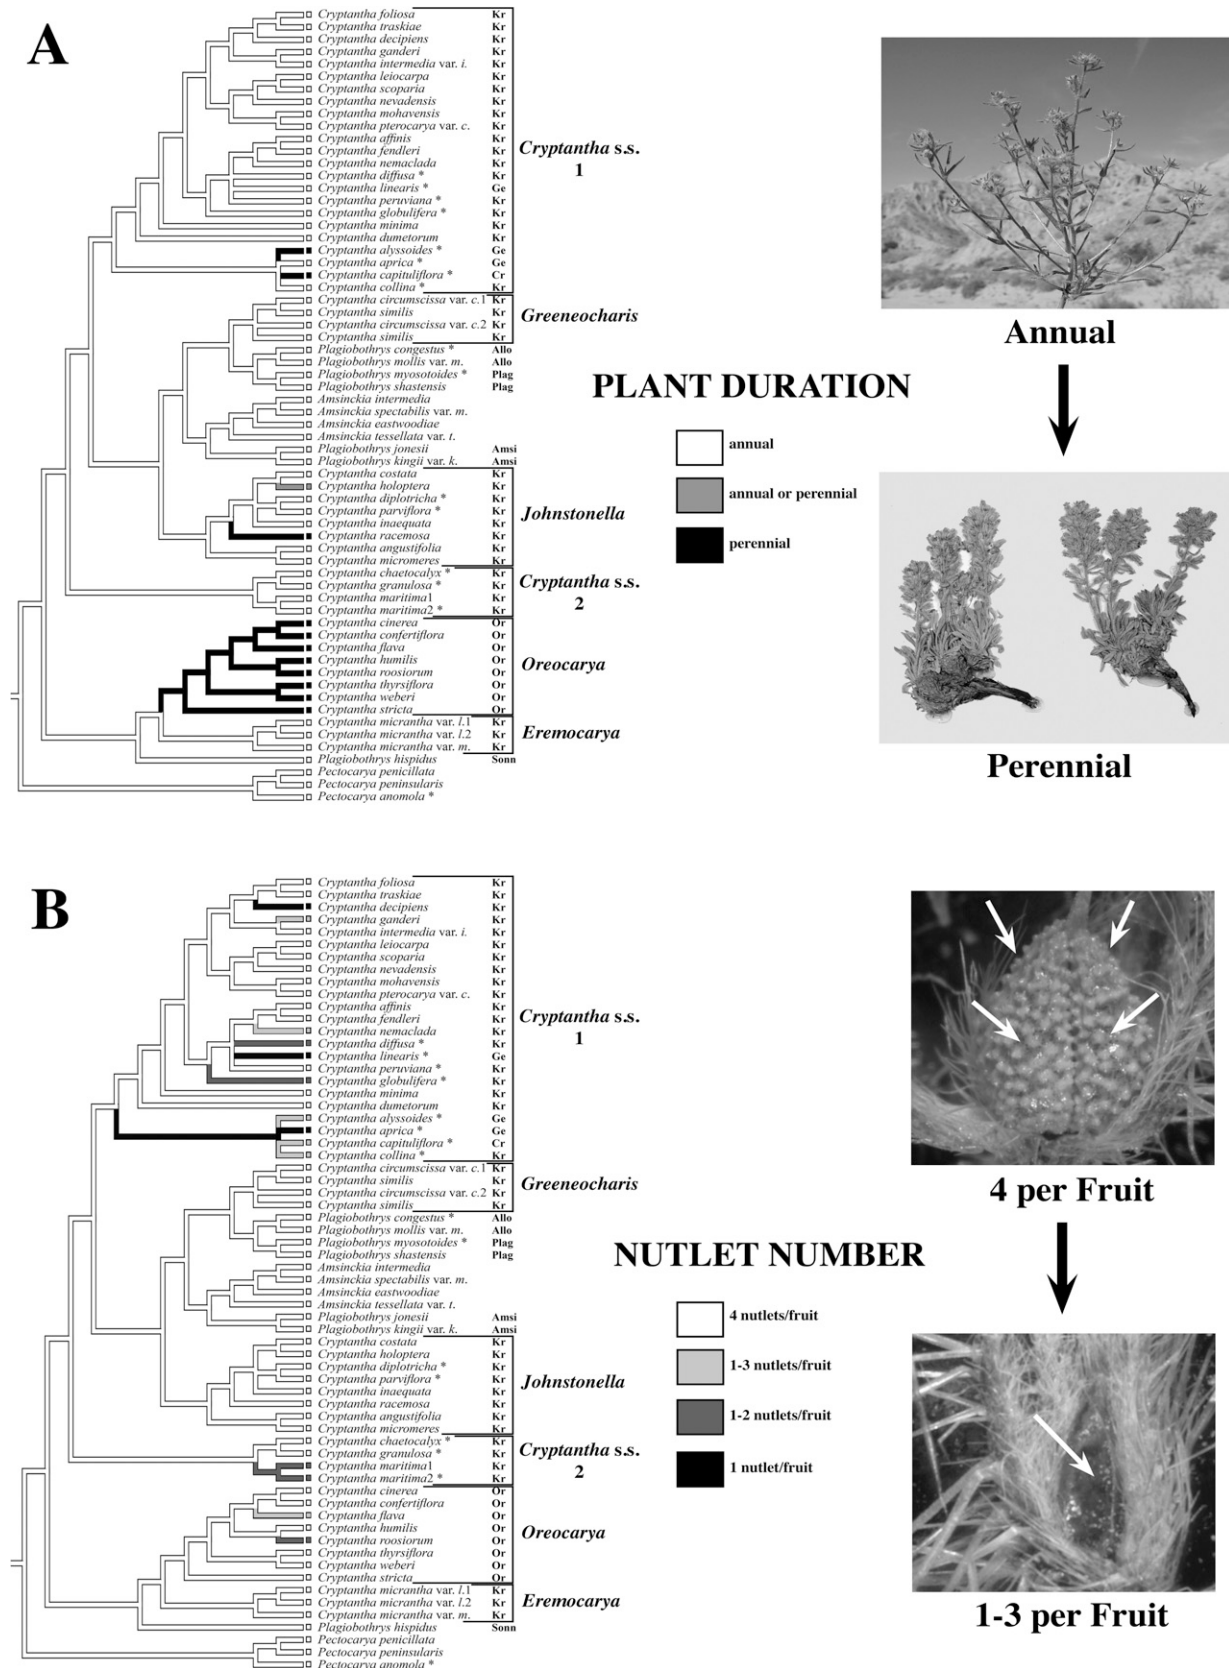 A
Cryptantha foliosa Kr
Cryptantha traskiae Kr
Cryptantha decipiens Kr
Cryptantha ganderi Kr
Cryptantha intermedia var. i. Kr
Cryptantha leiocarpa Kr
Cryptantha scoparia Kr
Cryptantha nevadensis Kr
Cryptantha mohavensis Kr
Cryptantha pterocarya var. c. Kr
Cryptantha affinis Kr
Cryptantha fendleri Kr
Cryptantha nemaclada Kr
Cryptantha diffusa * Kr
Cryptantha linearis * Ge
Cryptantha peruviana * Kr
Cryptantha globulifera * Kr
Cryptantha minima Kr
Cryptantha dumetorum Kr
Cryptantha alyssoides * Ge
Cryptantha aprica * Ge
Cryptantha capituliflora * Cr
Cryptantha collina * Kr
Cryptantha circumscissa var. c.1 Kr
Cryptantha similis Kr
Cryptantha circumscissa var. c.2 Kr
Cryptantha similis Kr
Plagiobothrys congestus * Allo
Plagiobothrys mollis var. m. Allo
Plagiobothrys myosotoides * Plag
Plagiobothrys shastensis Plag
Amsinckia intermedia
Amsinckia spectabilis var. m.
Amsinckia eastwoodiae
Amsinckia tessellata var. t.
Plagiobothrys jonesii Amsi
Plagiobothrys kingii var. k. Amsi
Cryptantha costata Kr
Cryptantha holoptera Kr
Cryptantha diplotricha * Kr
Cryptantha parviflora * Kr
Cryptantha inaequata Kr
Cryptantha racemosa Kr
Cryptantha angustifolia Kr
Cryptantha micromeres Kr
Cryptantha chaetocalyx * Kr
Cryptantha granulosa * Kr
Cryptantha maritima1 Kr
Cryptantha maritima2 * Kr
Cryptantha cinerea Or
Cryptantha confertiflora Or
Cryptantha flava Or
Cryptantha humilis Or
Cryptantha roosiorum Or
Cryptantha thyrsiflora Or
Cryptantha weberi Or
Cryptantha stricta Or
Cryptantha micrantha var. l.1 Kr
Cryptantha micrantha var. l.2 Kr
Cryptantha micrantha var. m. Kr
Plagiobothrys hispidus Sonn
Pectocarya penicillata
Pectocarya peninsularis
Pectocarya anomola *
Cryptantha s.s.
1
Greeneocharis
Johnstonella
Cryptantha s.s.
2
Oreocarya
Eremocarya
PLANT DURATION
annual
annual or perennial
perennial
Annual
Perennial
B
Cryptantha foliosa Kr
Cryptantha traskiae Kr
Cryptantha decipiens Kr
Cryptantha ganderi Kr
Cryptantha intermedia var. i. Kr
Cryptantha leiocarpa Kr
Cryptantha scoparia Kr
Cryptantha nevadensis Kr
Cryptantha mohavensis Kr
Cryptantha pterocarya var. c. Kr
Cryptantha affinis Kr
Cryptantha fendleri Kr
Cryptantha nemaclada Kr
Cryptantha diffusa * Kr
Cryptantha linearis * Ge
Cryptantha peruviana * Kr
Cryptantha globulifera * Kr
Cryptantha minima Kr
Cryptantha dumetorum Kr
Cryptantha alyssoides * Ge
Cryptantha aprica * Ge
Cryptantha capituliflora * Cr
Cryptantha collina * Kr
Cryptantha circumscissa var. c.1 Kr
Cryptantha similis Kr
Cryptantha circumscissa var. c.2 Kr
Cryptantha similis Kr
Plagiobothrys congestus * Allo
Plagiobothrys mollis var. m. Allo
Plagiobothrys myosotoides * Plag
Plagiobothrys shastensis Plag
Amsinckia intermedia
Amsinckia spectabilis var. m.
Amsinckia eastwoodiae
Amsinckia tessellata var. t.
Plagiobothrys jonesii Amsi
Plagiobothrys kingii var. k. Amsi
Cryptantha costata Kr
Cryptantha holoptera Kr
Cryptantha diplotricha * Kr
Cryptantha parviflora * Kr
Cryptantha inaequata Kr
Cryptantha racemosa Kr
Cryptantha angustifolia Kr
Cryptantha micromeres Kr
Cryptantha chaetocalyx * Kr
Cryptantha granulosa * Kr
Cryptantha maritima1 Kr
Cryptantha maritima2 * Kr
Cryptantha cinerea Or
Cryptantha confertiflora Or
Cryptantha flava Or
Cryptantha humilis Or
Cryptantha roosiorum Or
Cryptantha thyrsiflora Or
Cryptantha weberi Or
Cryptantha stricta Or
Cryptantha micrantha var. l.1 Kr
Cryptantha micrantha var. l.2 Kr
Cryptantha micrantha var. m. Kr
Plagiobothrys hispidus Sonn
Pectocarya penicillata
Pectocarya peninsularis
Pectocarya anomola *
Cryptantha s.s.
1
Greeneocharis
Johnstonella
Cryptantha s.s.
2
Oreocarya
Eremocarya
NUTLET NUMBER
4 nutlets/fruit
1-3 nutlets/fruit
1-2 nutlets/fruit
1 nutlet/fruit
4 per Fruit
1-3 per Fruit